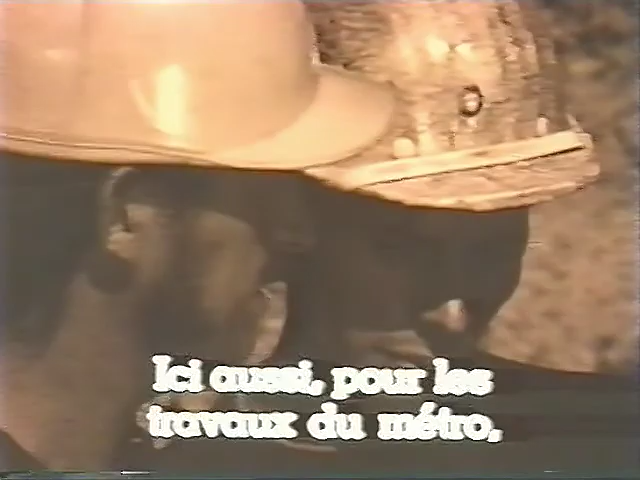 Ici aussi, pour les
travaux du métro,